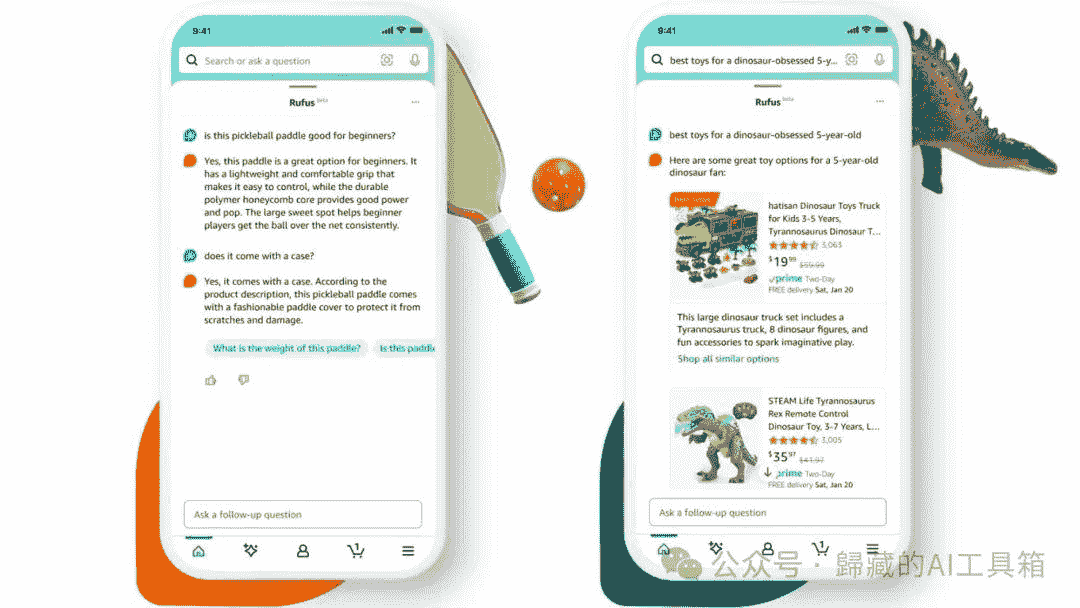 9:41
Search or ask a question
Rufus beta
is this pickleball paddle good for beginners?
Yes, this paddle is a great option for beginners. It
has a lightweight and comfortable grip that
makes it easy to control, while the durable
polymer honeycomb core provides good power
and pop. The large sweet spot helps beginner
players get the ball over the net consistently.
does it come with a case?
Yes, it comes with a case. According to the
product description, this pickleball paddle comes
with a fashionable paddle cover to protect it from
scratches and damage.
What is the weight of this paddle?
Is this paddle
Ask a follow-up question
1
9:41
best toys for a dinosaur-obsessed 5-y...
Rufus beta
best toys for a dinosaur-obsessed 5-year-old
Here are some great toy options for a 5-year-old
dinosaur fan:
hatisan Dinosaur Toys Truck
for Kids 3-5 Years,
Tyrannosaurus Dinosaur T...
3,063
$19.99 $59.99
prime Two-Day
FREE delivery Sat, Jan 20
This large dinosaur truck set includes a
Tyrannosaurus truck, 8 dinosaur figures, and
fun accessories to spark imaginative play.
Shop all similar options
STEAM Life Tyrannosaurus
Rex Remote Control
Dinosaur Toy, 3-7 Years, L...
3,005
$35.97 $41.97
prime Two-Day
FREE delivery Sat, Jan 20
Ask a follow-up question
1
公众号 · 歸藏的AI工具箱